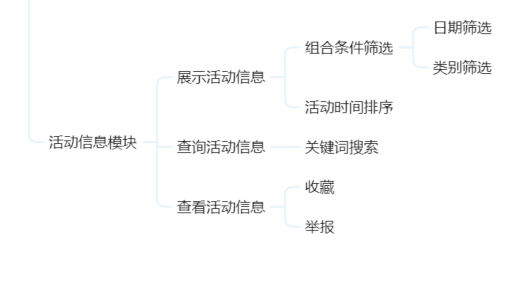 日期筛选
组合条件筛选
类别筛选
展示活动信息
活动时间排序
活动信息模块
查询活动信息
关键词搜索
收藏
查看活动信息
举报